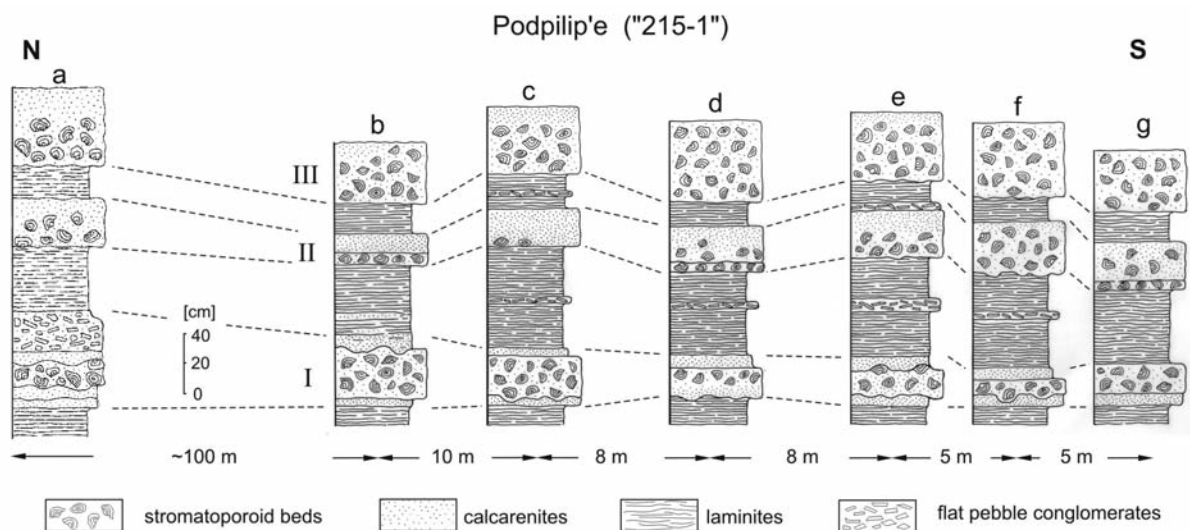 Podpilip'e ("215-1")
N S
a b c d e f g
III
II
I
[cm]
40
20
0
~100 m 10 m 8 m 8 m 5 m 5 m
stromatoporoid beds calcarenites laminites flat pebble conglomerates